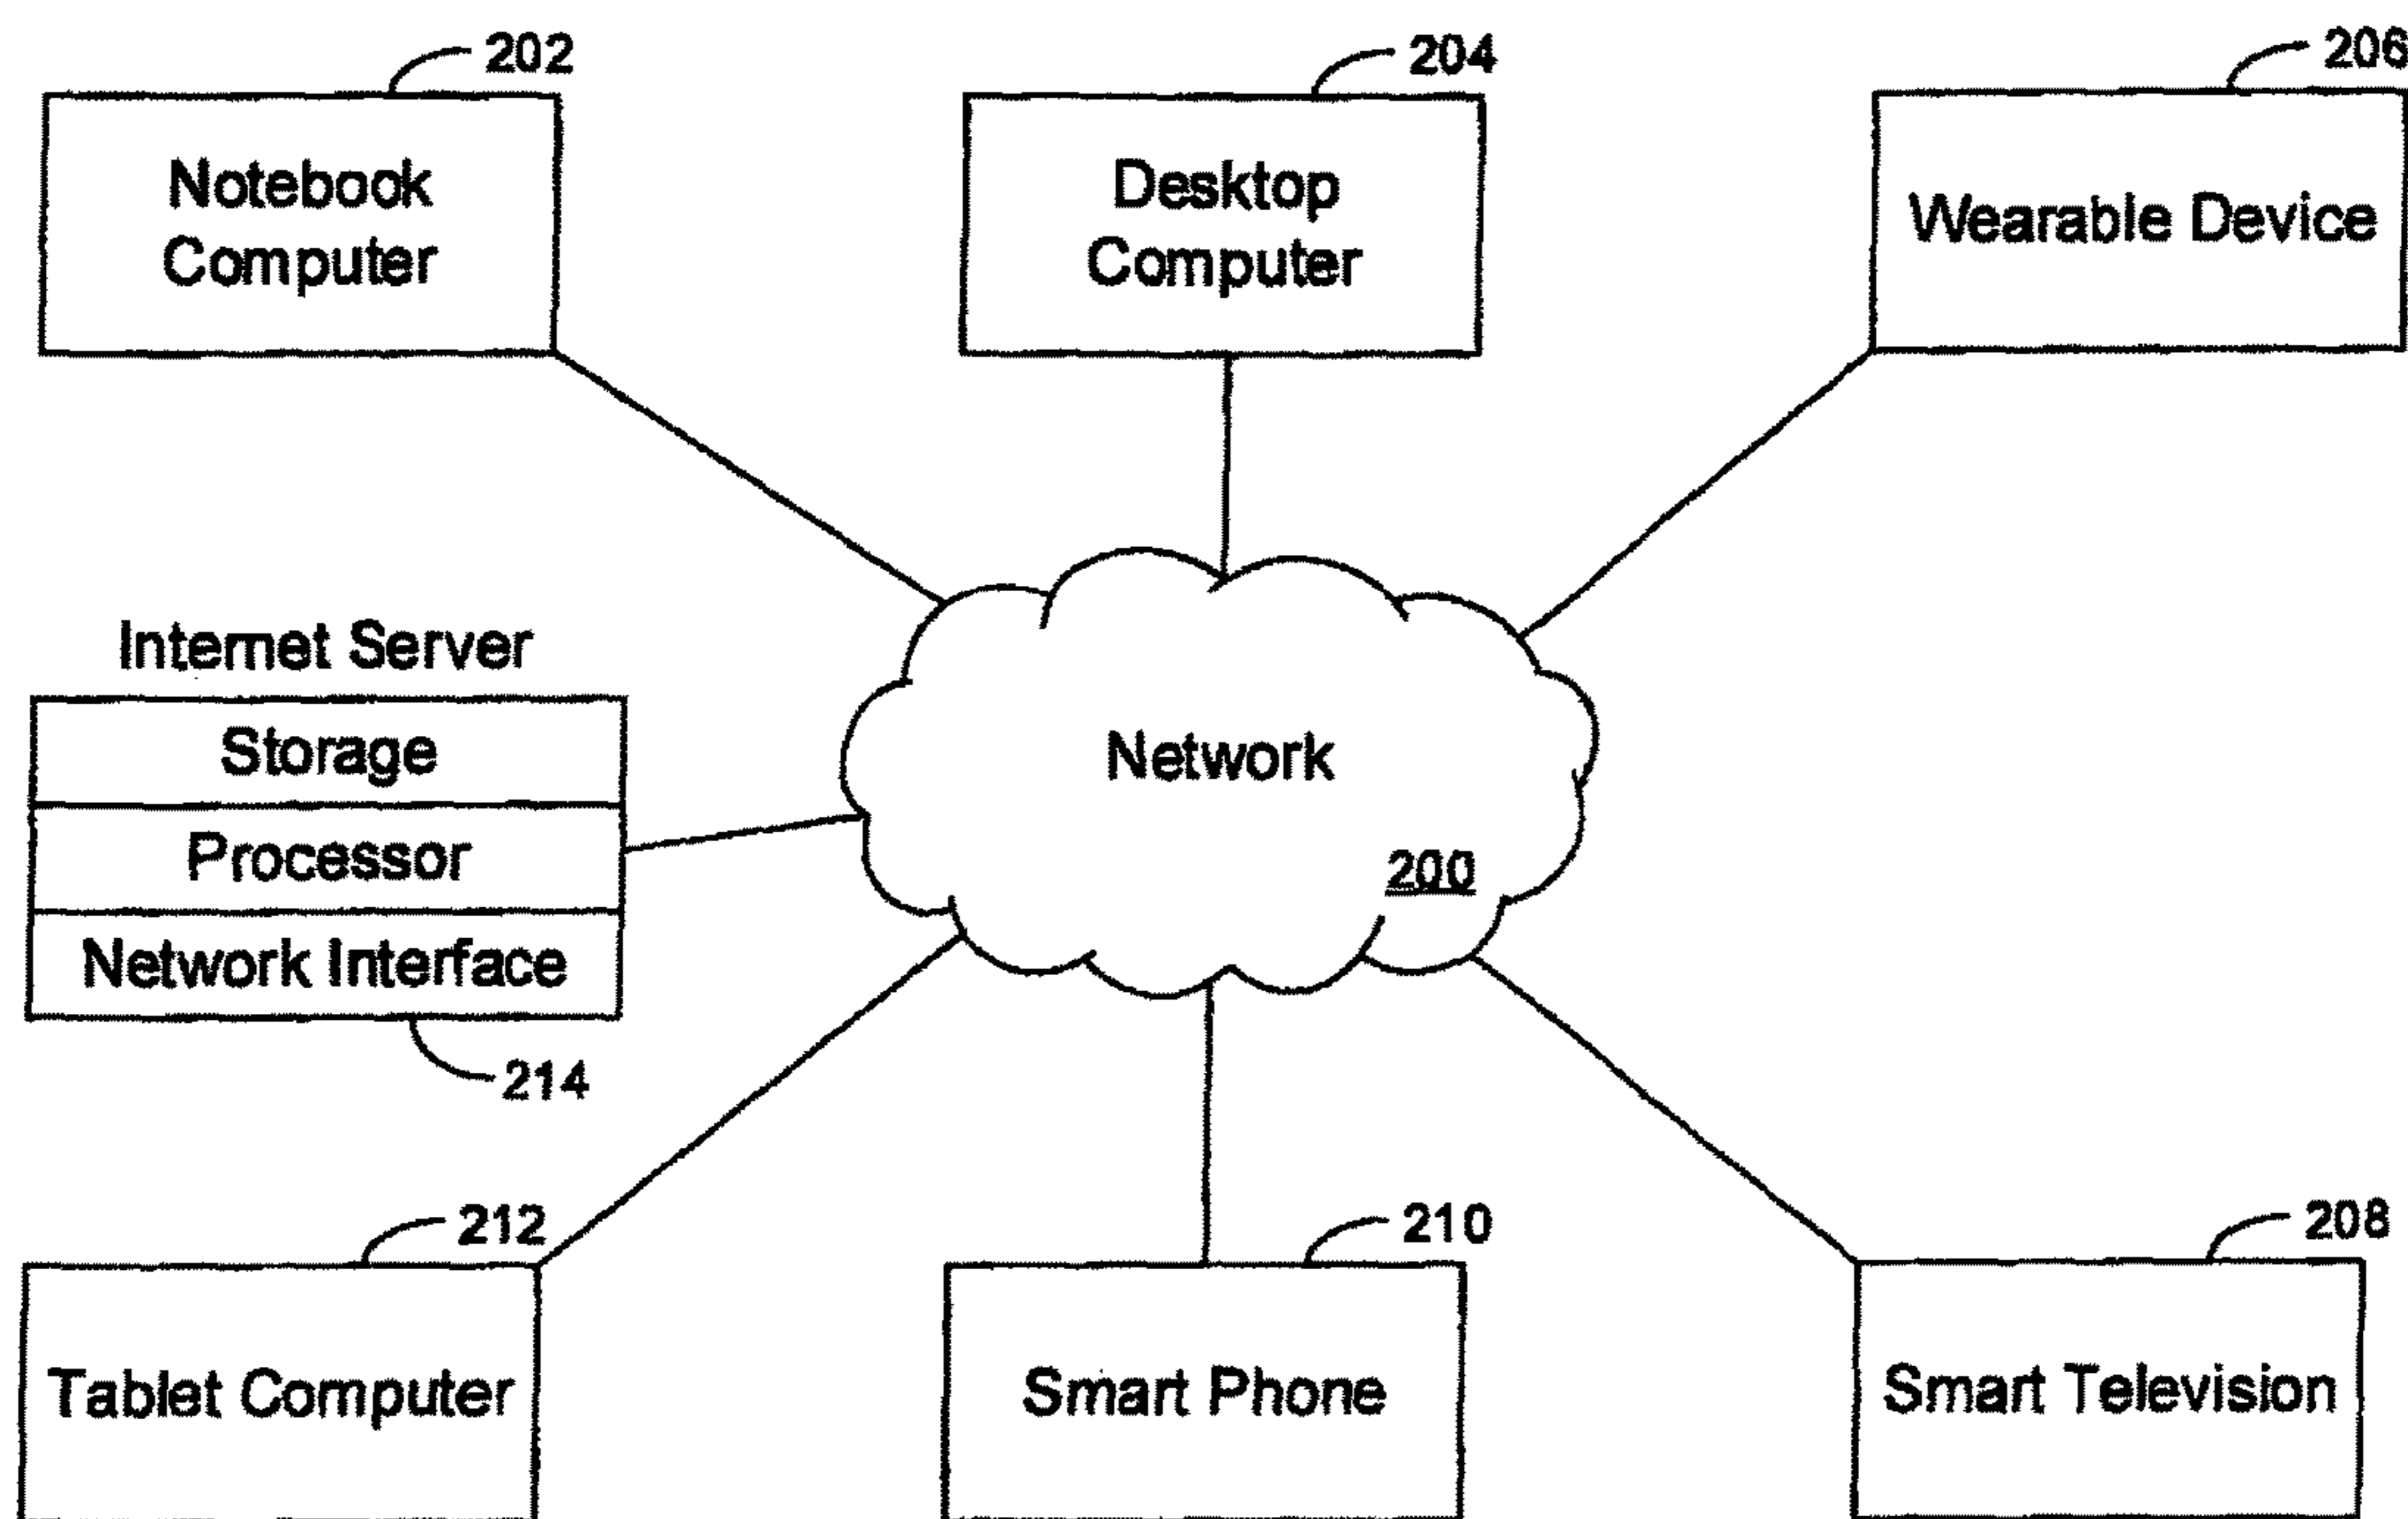 202
204
206
Notebook
Computer
Desktop
Computer
Wearable Device
Internet Server
Storage
Processor
Network Interface
214
Network
200
212
210
208
Tablet Computer
Smart Phone
Smart Television